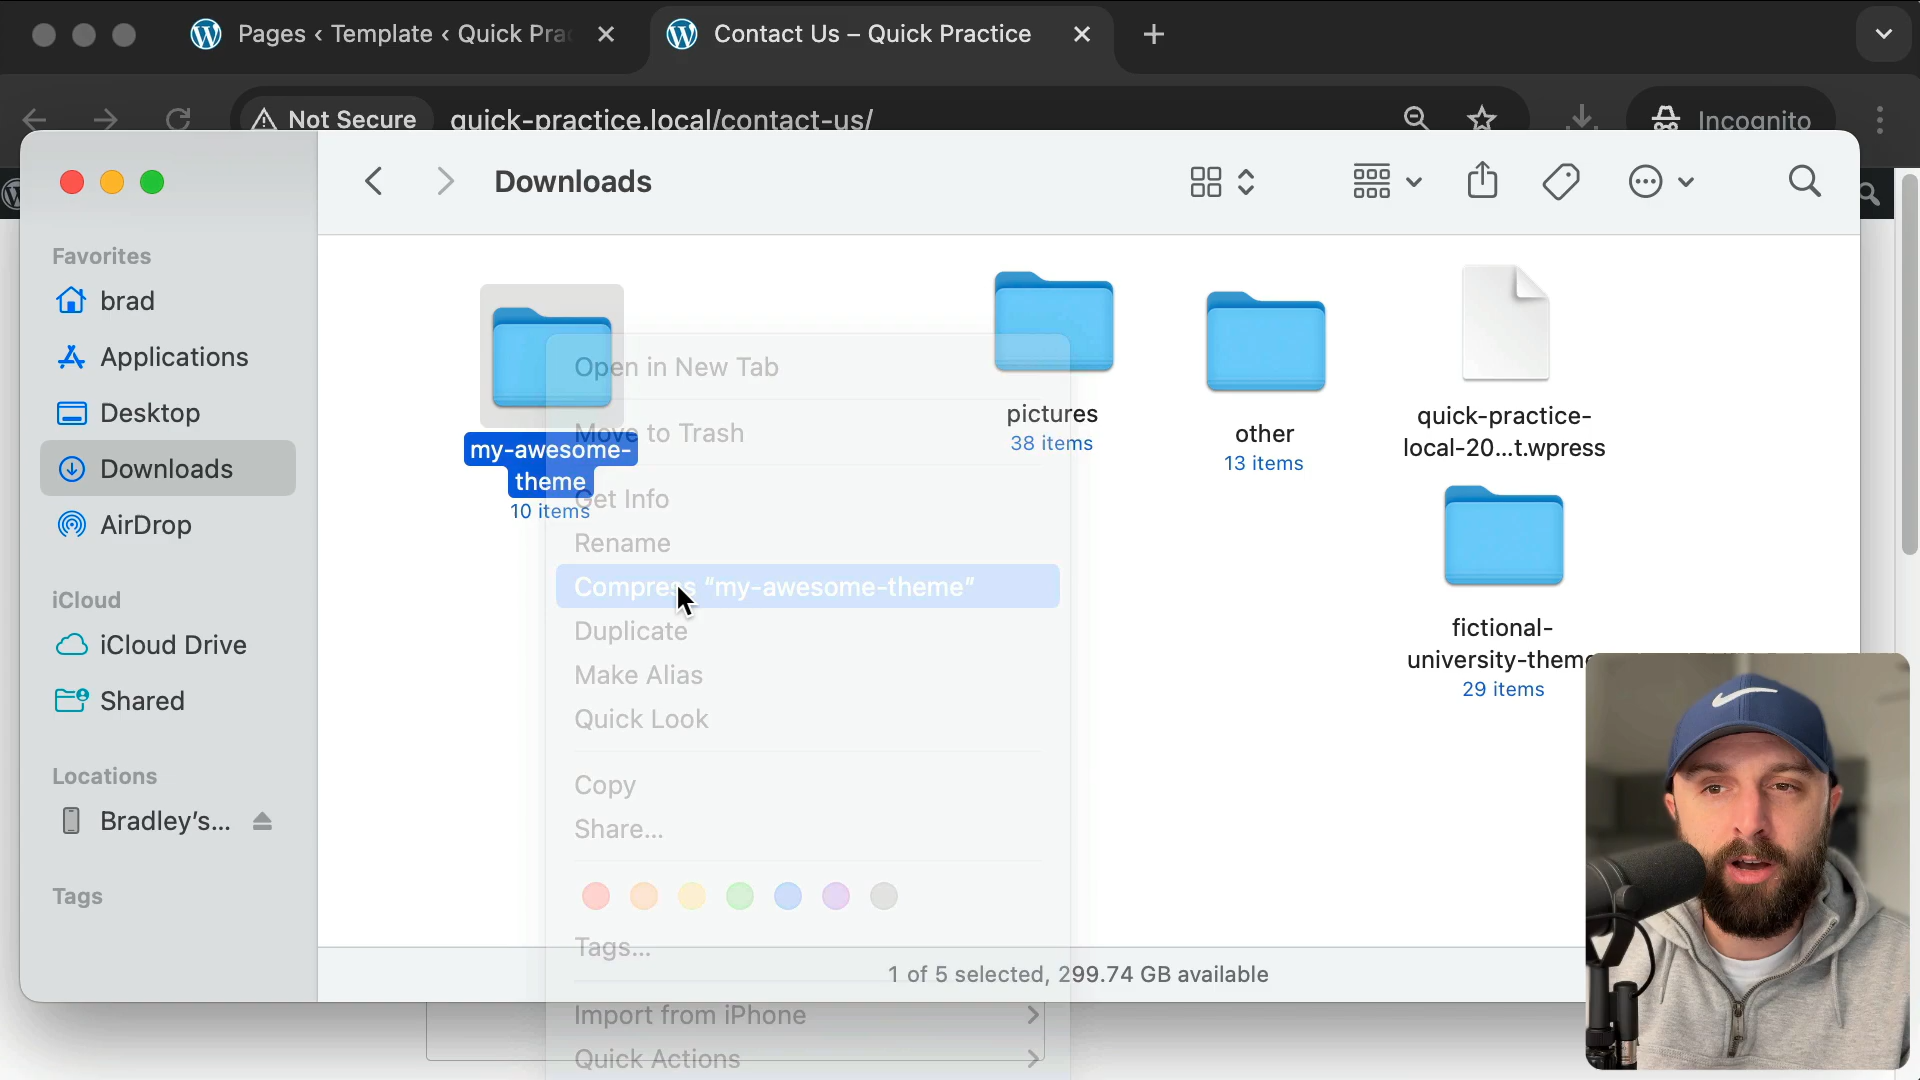 Pages ‹ Template ‹ Quick Pra
Contact Us – Quick Practice
Not Secure
quick-practice.local/contact-us/
Incognito
Downloads
Favorites
brad
Applications
Desktop
Downloads
AirDrop
iCloud
iCloud Drive
Shared
Locations
Bradley's...
Tags
my-awesome-
theme
10 items
pictures
38 items
other
13 items
quick-practice-
local-20...t.wpress
fictional-
university-theme
29 items
Open in New Tab
Move to Trash
Get Info
Rename
Compress “my-awesome-theme”
Duplicate
Make Alias
Quick Look
Copy
Share...
Tags...
Import from iPhone
Quick Actions
1 of 5 selected, 299.74 GB available